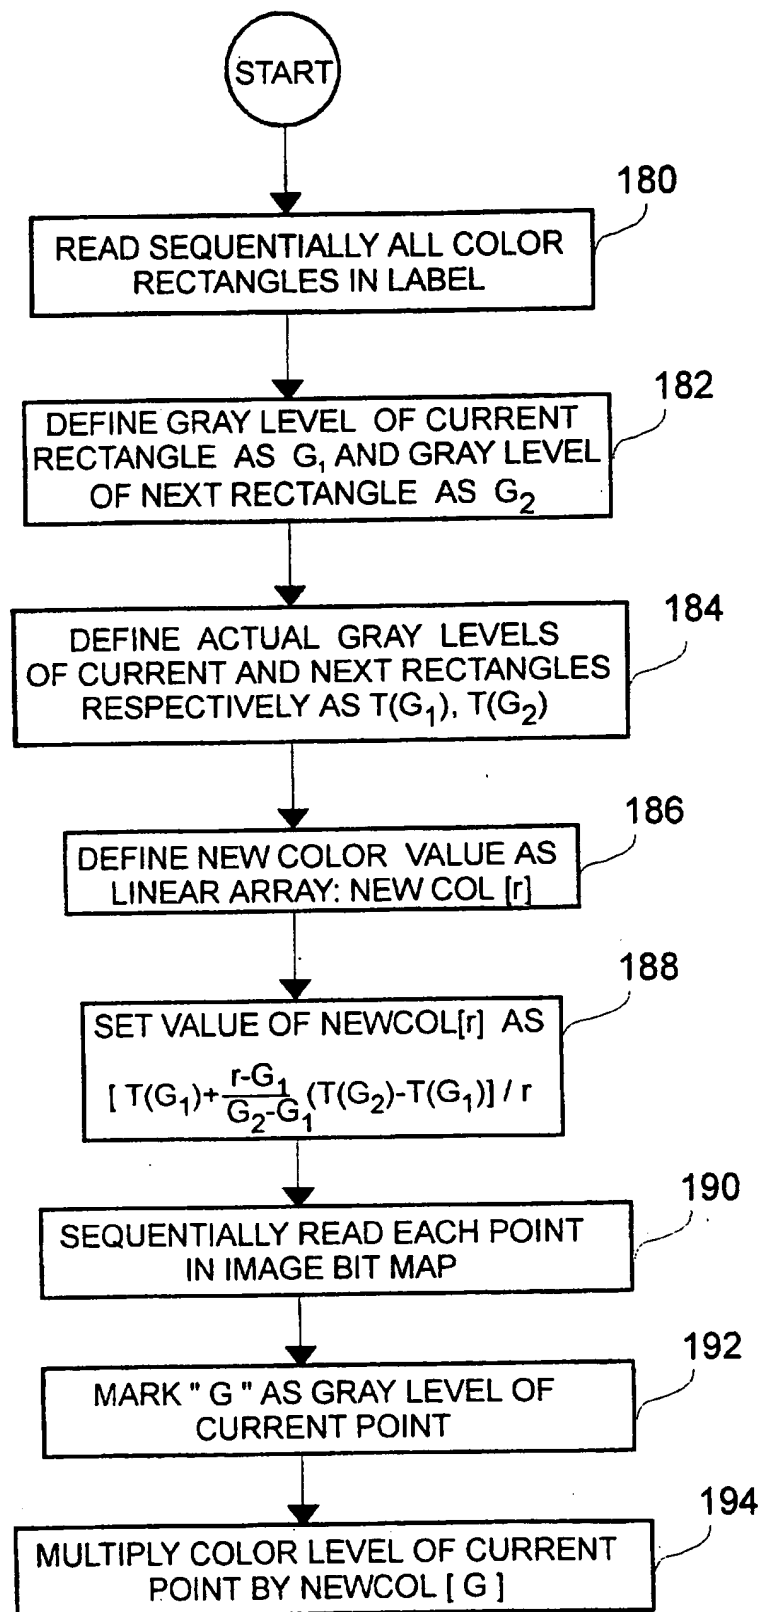 START
180
READ SEQUENTIALLY ALL COLOR
RECTANGLES IN LABEL
182
DEFINE GRAY LEVEL OF CURRENT
RECTANGLE AS G1 AND GRAY LEVEL
OF NEXT RECTANGLE AS G2
184
DEFINE ACTUAL GRAY LEVELS
OF CURRENT AND NEXT RECTANGLES
RESPECTIVELY AS T(G1), T(G2)
186
DEFINE NEW COLOR VALUE AS
LINEAR ARRAY: NEW COL [r]
188
SET VALUE OF NEWCOL[r] AS
[ T(G1)+ r-G1 / G2-G1 (T(G2)-T(G1)] / r
190
SEQUENTIALLY READ EACH POINT
IN IMAGE BIT MAP
192
MARK " G " AS GRAY LEVEL OF
CURRENT POINT
194
MULTIPLY COLOR LEVEL OF CURRENT
POINT BY NEWCOL [ G ]